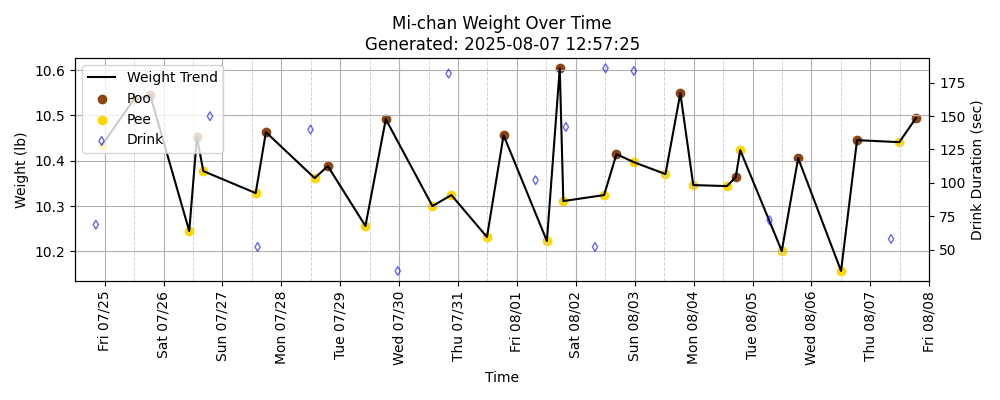 Mi-chan Weight Over Time
Generated: 2025-08-07 12:57:25
Weight (lb)
10.6
10.5
10.4
10.3
10.2
Weight Trend
Poo
Pee
Drink
175
150
125
100
75
50
Drink Duration (sec)
Fri 07/25
Sat 07/26
Sun 07/27
Mon 07/28
Tue 07/29
Wed 07/30
Thu 07/31
Fri 08/01
Sat 08/02
Sun 08/03
Mon 08/04
Tue 08/05
Wed 08/06
Thu 08/07
Fri 08/08
Time